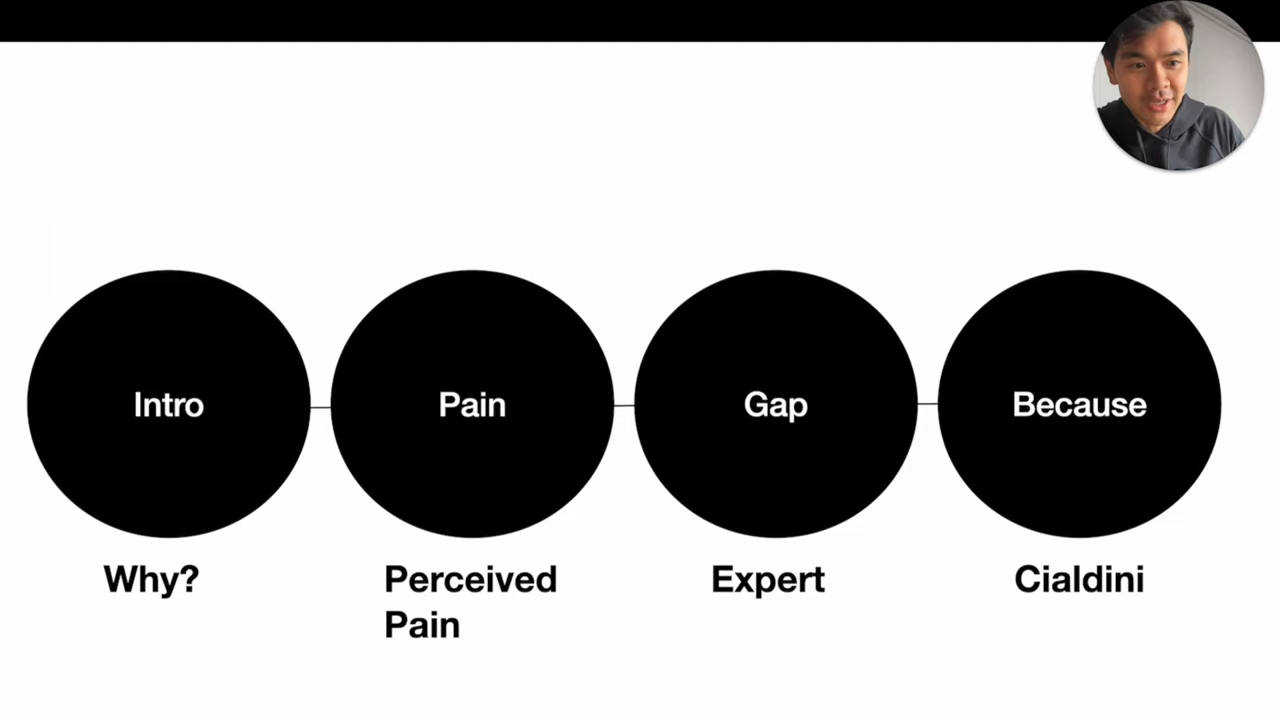 Intro
Pain
Gap
Because
Why?
Perceived
Pain
Expert
Cialdini